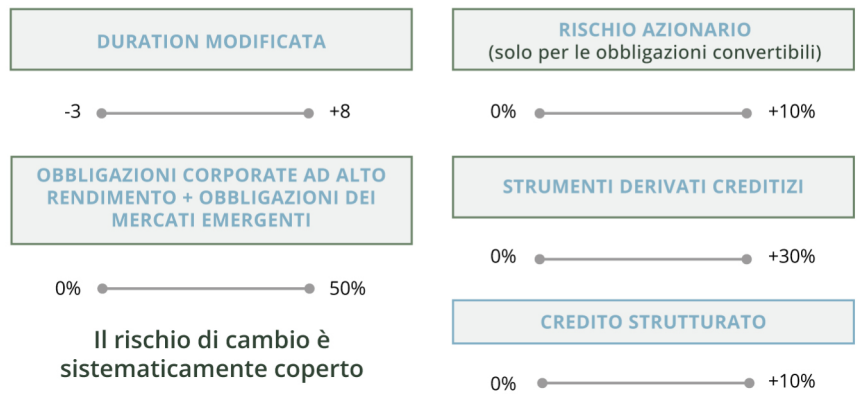 DURATION MODIFICATA
-3 +8
OBBLIGAZIONI CORPORATE AD ALTO
RENDIMENTO + OBBLIGAZIONI DEI
MERCATI EMERGENTI
0% 50%
Il rischio di cambio è
sistematicamente coperto
RISCHIO AZIONARIO
(solo per le obbligazioni convertibili)
0% +10%
STRUMENTI DERIVATI CREDITIZI
0% +30%
CREDITO STRUTTURATO
0% +10%